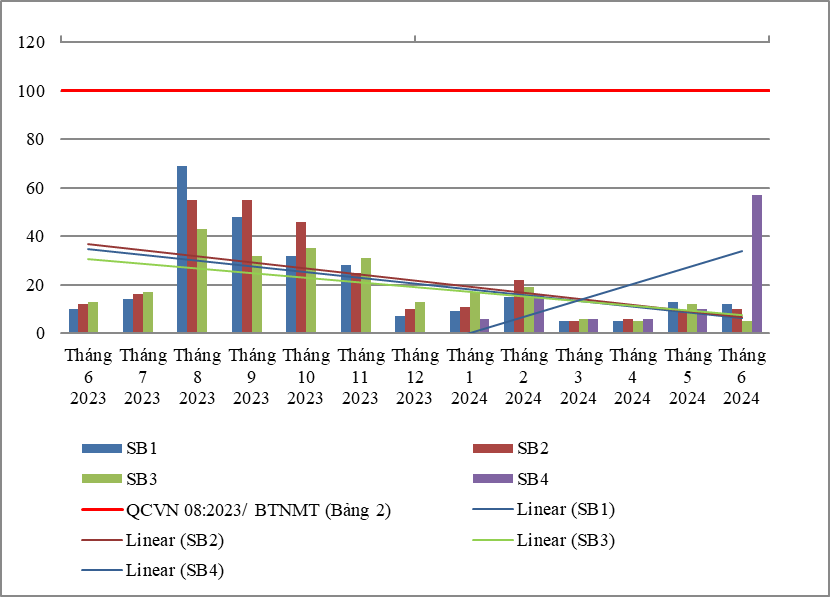 120
100
80
60
40
20
0
Tháng Tháng Tháng Tháng Tháng Tháng Tháng Tháng Tháng Tháng Tháng Tháng Tháng
6 7 8 9 10 11 12 1 2 3 4 5 6
2023 2023 2023 2023 2023 2023 2023 2024 2024 2024 2024 2024 2024
SB1 SB2
SB3 SB4
QCVN 08:2023/ BTNMT (Bảng 2) Linear (SB1)
Linear (SB2) Linear (SB3)
Linear (SB4)